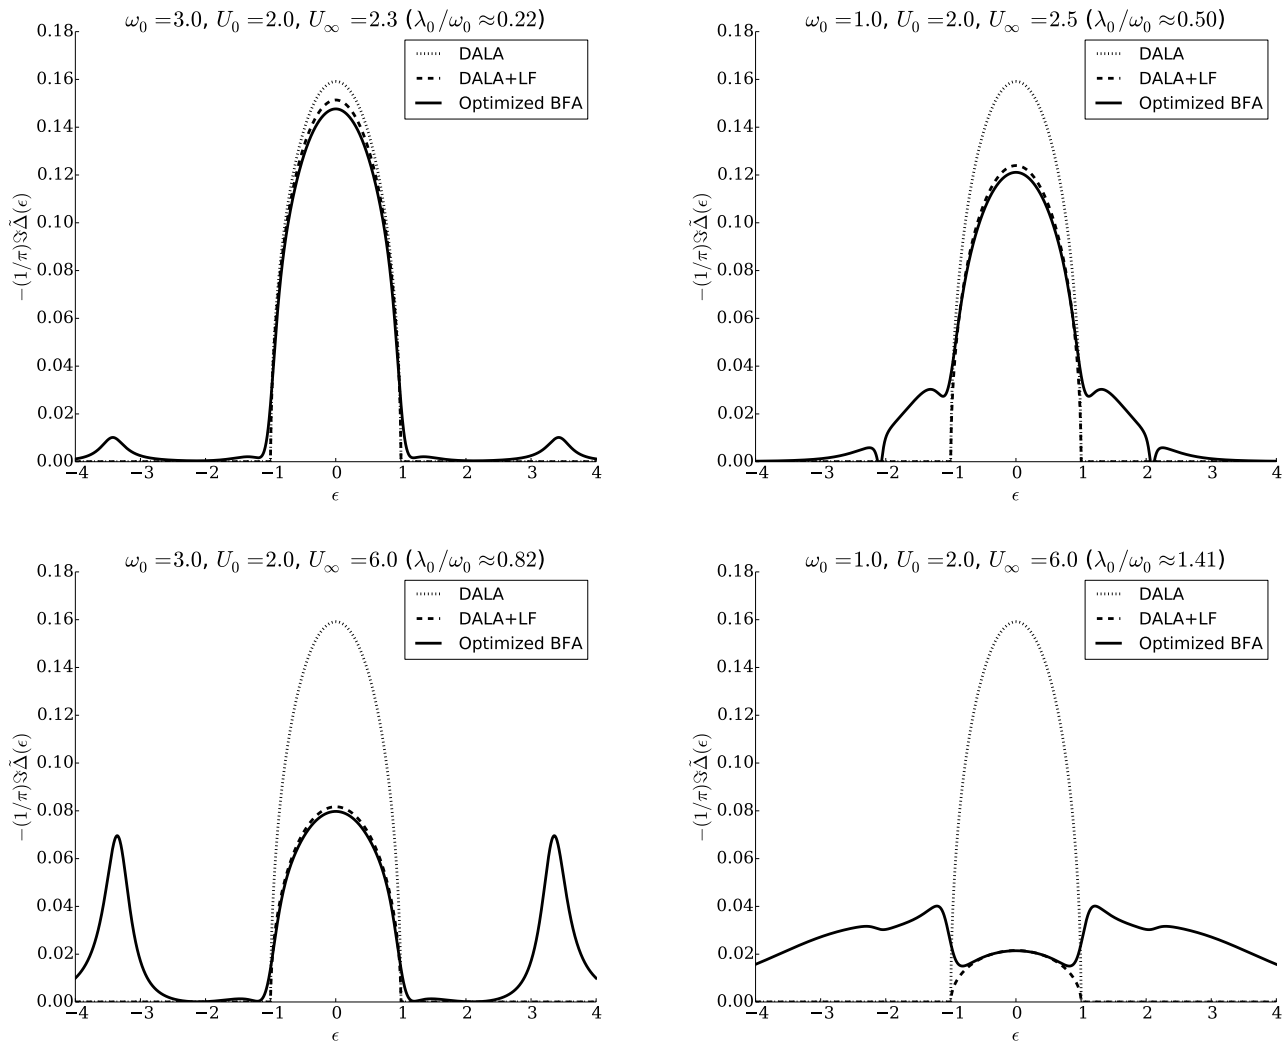 ω₀ =3.0, U₀ =2.0, U∞ =2.3 (λ₀/ω₀ ≈0.22)
0.18
0.16
0.14
0.12
0.10
0.08
0.06
0.04
0.02
0.00
−(1/π)ℑΔ̃(ϵ)
DALA
DALA+LF
Optimized BFA
−4 −3 −2 −1 0 1 2 3 4
ϵ
ω₀ =1.0, U₀ =2.0, U∞ =2.5 (λ₀/ω₀ ≈0.50)
0.18
0.16
0.14
0.12
0.10
0.08
0.06
0.04
0.02
0.00
−(1/π)ℑΔ̃(ϵ)
DALA
DALA+LF
Optimized BFA
−4 −3 −2 −1 0 1 2 3 4
ϵ
ω₀ =3.0, U₀ =2.0, U∞ =6.0 (λ₀/ω₀ ≈0.82)
0.18
0.16
0.14
0.12
0.10
0.08
0.06
0.04
0.02
0.00
−(1/π)ℑΔ̃(ϵ)
DALA
DALA+LF
Optimized BFA
−4 −3 −2 −1 0 1 2 3 4
ϵ
ω₀ =1.0, U₀ =2.0, U∞ =6.0 (λ₀/ω₀ ≈1.41)
0.18
0.16
0.14
0.12
0.10
0.08
0.06
0.04
0.02
0.00
−(1/π)ℑΔ̃(ϵ)
DALA
DALA+LF
Optimized BFA
−4 −3 −2 −1 0 1 2 3 4
ϵ